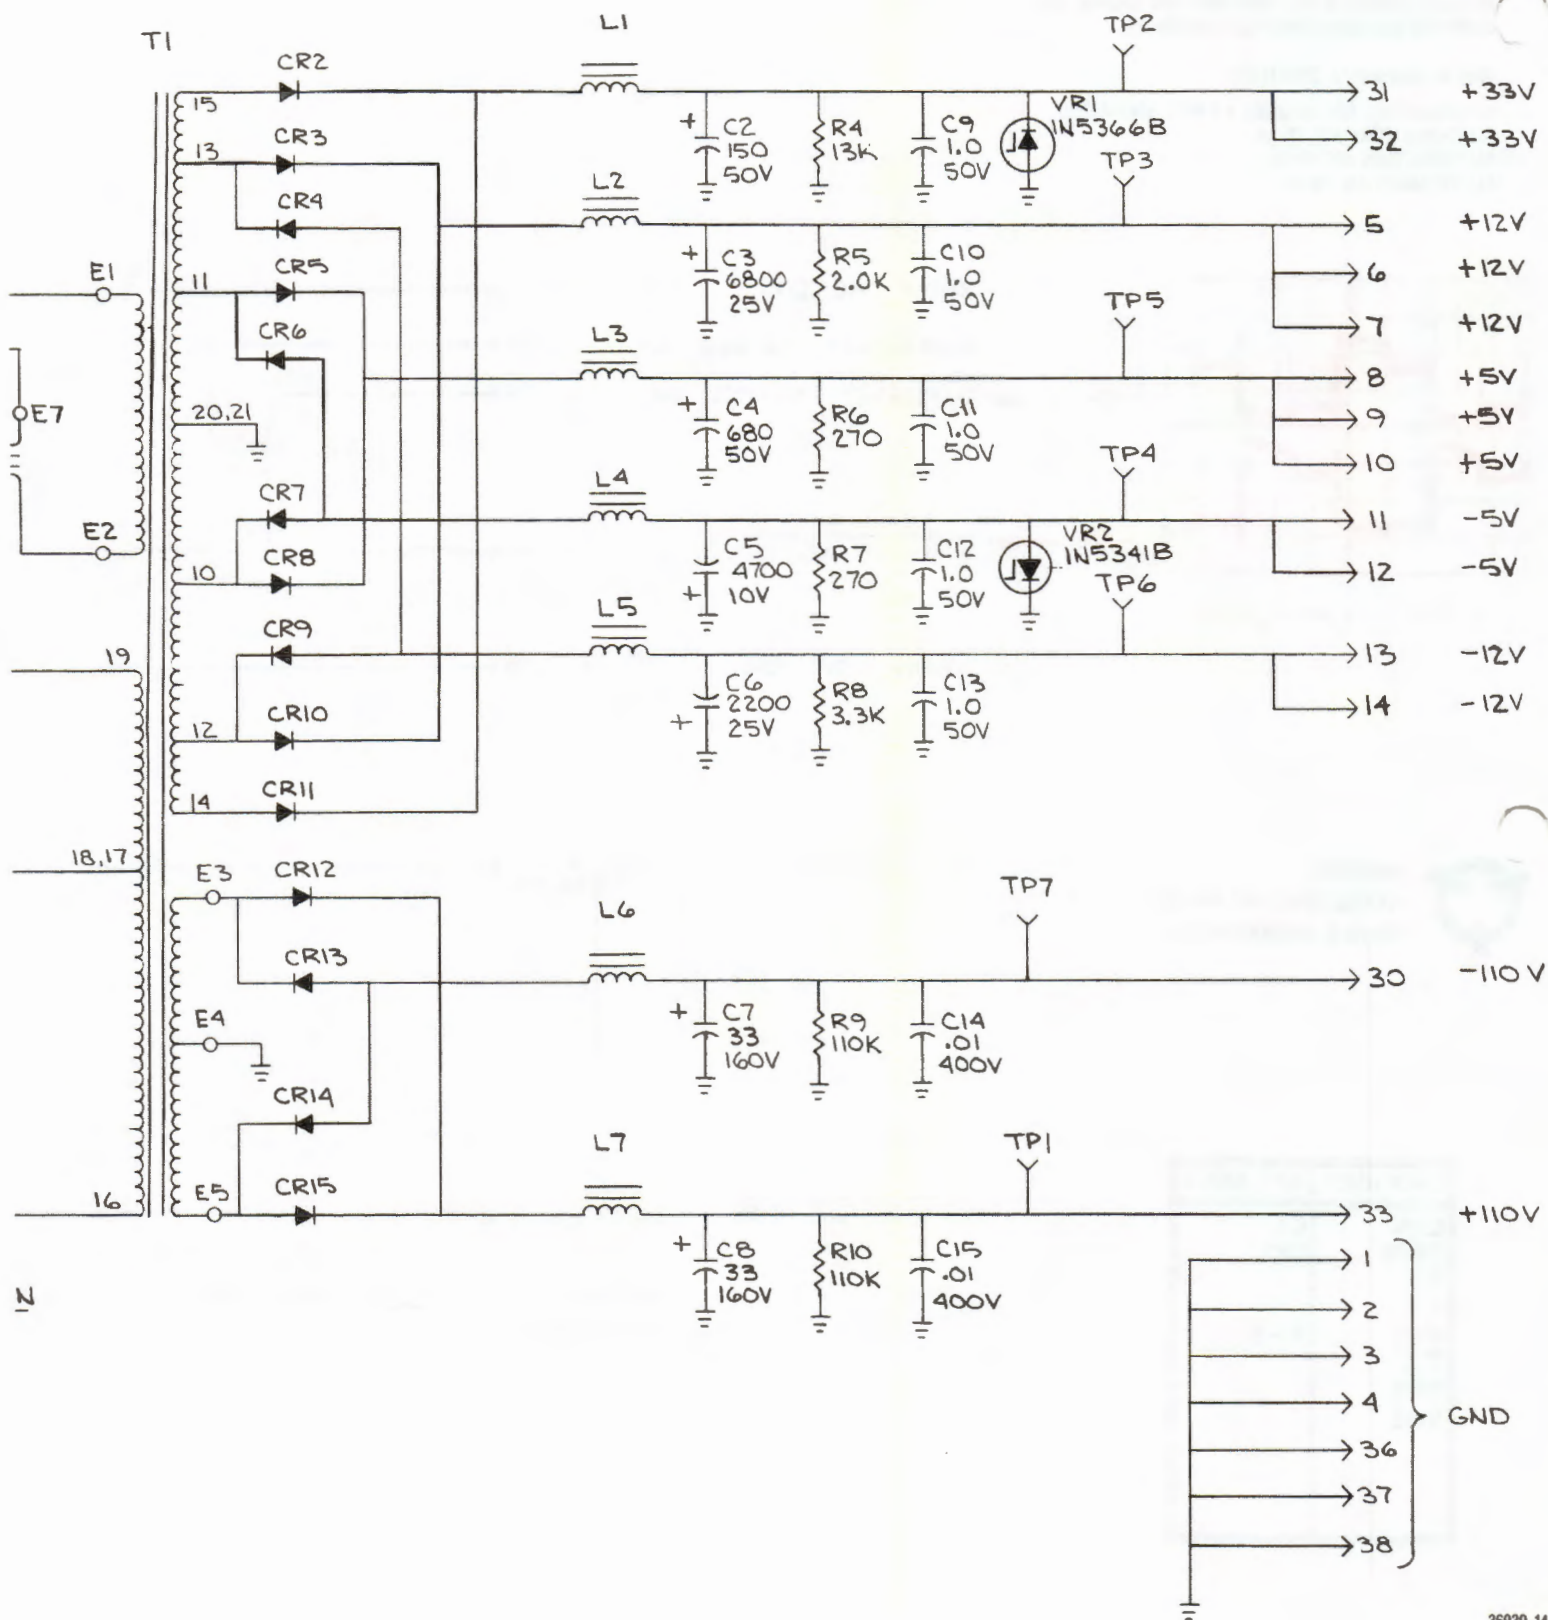 T1
L1
TP2
CR2
15
31 +33V
VR1
1N5366B
+ C2
150
50V
R4
13K
C9
1.0
50V
32 +33V
13
CR3
TP3
L2
CR4
5 +12V
E1
11
CR5
+ C3
6800
25V
R5
2.0K
C10
1.0
50V
6 +12V
TP5
CR6
L3
7 +12V
8 +5V
E7
20,21
+ C4
680
50V
R6
270
C11
1.0
50V
9 +5V
TP4
10 +5V
CR7
L4
E2
11 -5V
VR2
1N5341B
CR8
10
C5
4700
+ 10V
R7
270
C12
1.0
50V
12 -5V
TP6
L5
CR9
19
13 -12V
C6
2200
+ 25V
R8
3.3K
C13
1.0
50V
14 -12V
CR10
12
CR11
14
18,17
E3
CR12
TP7
L6
CR13
30 -110V
E4
+ C7
33
160V
R9
110K
C14
.01
400V
CR14
L7
TP1
16
E5
CR15
33 +110V
+ C8
33
160V
R10
110K
C15
.01
400V
1
N
2
3
4
GND
36
37
38